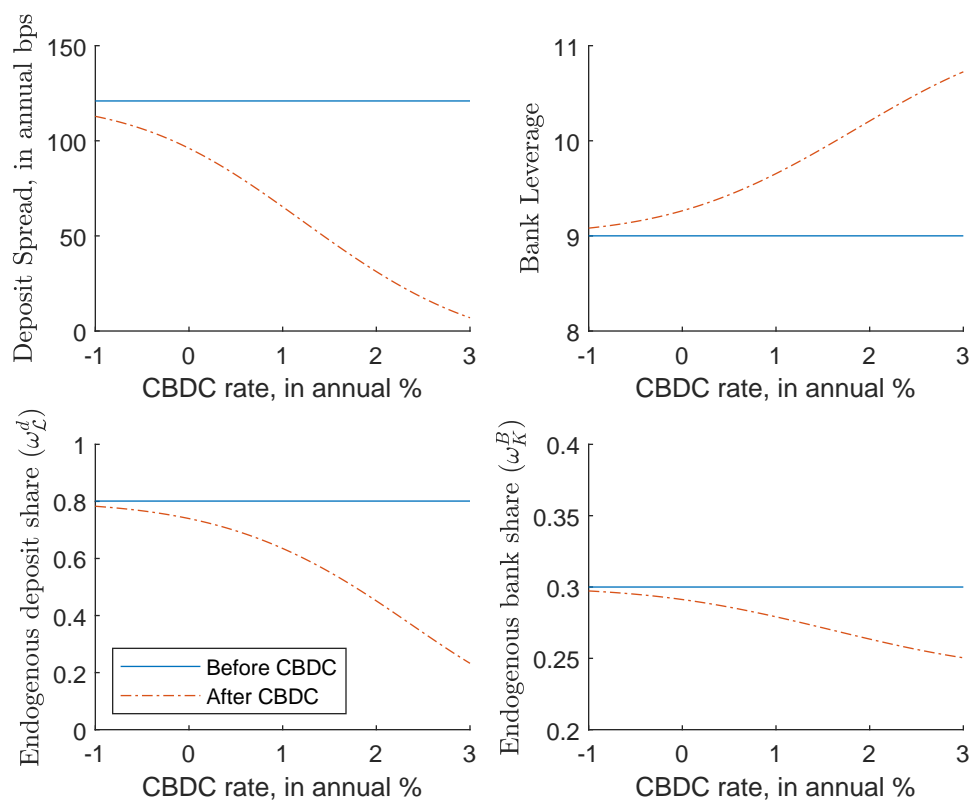 Deposit Spread, in annual bps
150
100
50
0
-1 0 1 2 3
CBDC rate, in annual %
Bank Leverage
11
10
9
8
-1 0 1 2 3
CBDC rate, in annual %
Endogenous deposit share (ω_ℒ^d)
1
0.8
0.6
0.4
0.2
0
Before CBDC
After CBDC
-1 0 1 2 3
CBDC rate, in annual %
Endogenous bank share (ω_K^B)
0.4
0.35
0.3
0.25
0.2
-1 0 1 2 3
CBDC rate, in annual %